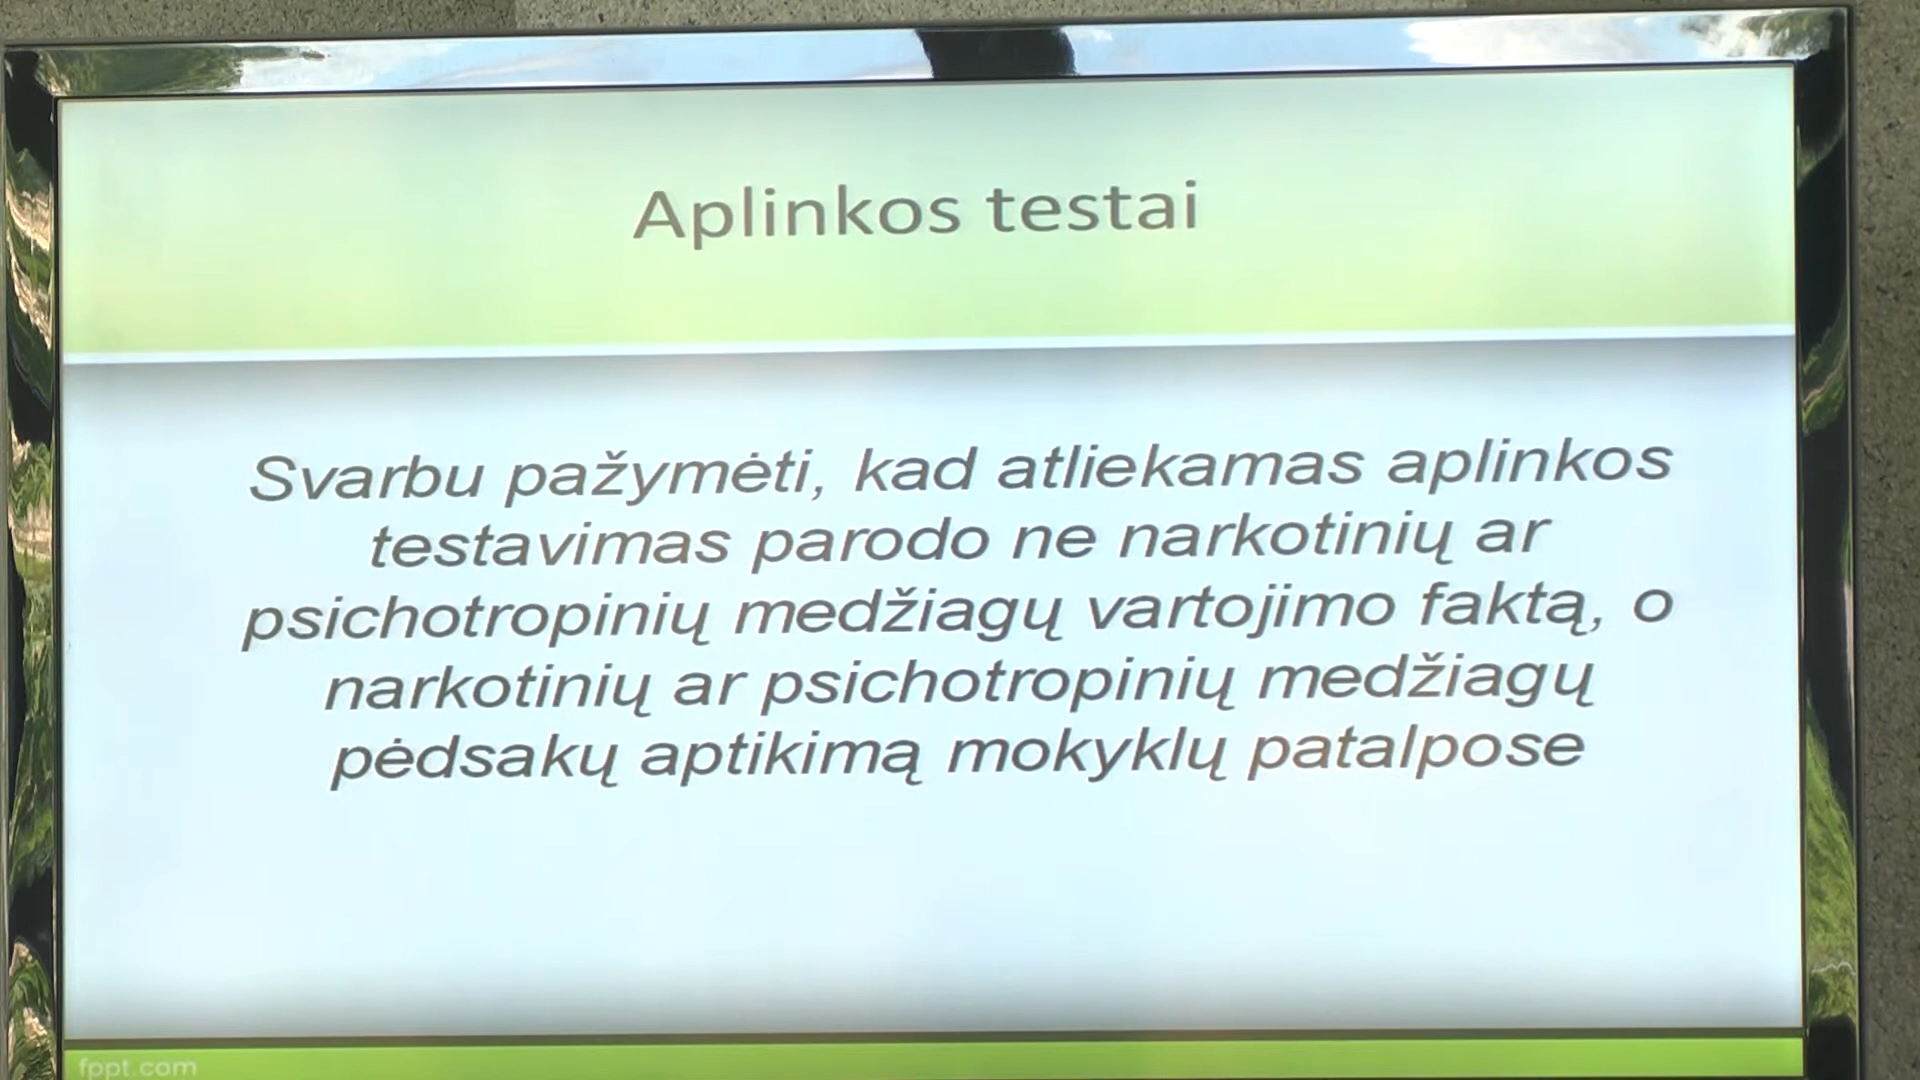 Aplinkos testai
Svarbu pažymėti, kad atliekamas aplinkos
testavimas parodo ne narkotinių ar
psichotropinių medžiagų vartojimo faktą, o
narkotinių ar psichotropinių medžiagų
pėdsakų aptikimą mokyklų patalpose
fppt.com